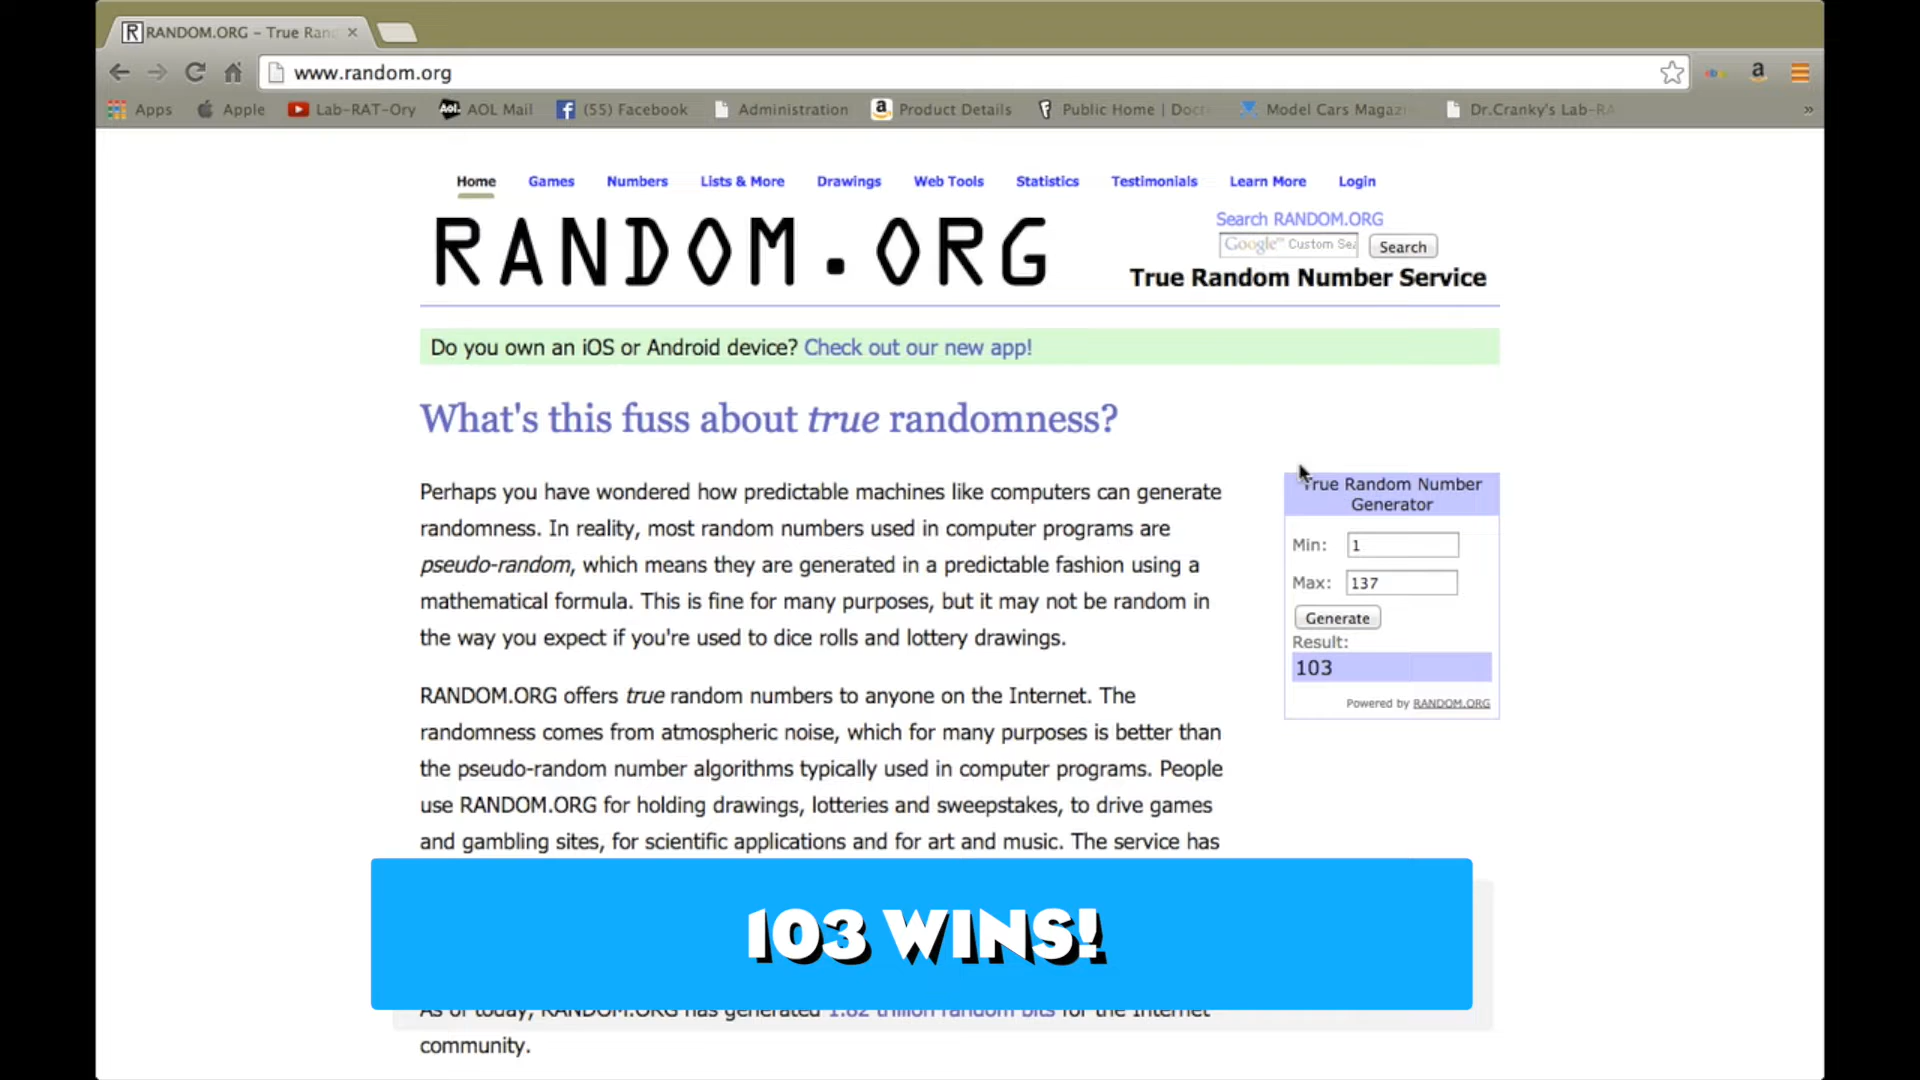 R RANDOM.ORG – True Ran
www.random.org
Apps Apple Lab-RAT-Ory Aol. AOL Mail (55) Facebook Administration Product Details Public Home | Doct Model Cars Magazi Dr.Cranky's Lab-RA »
Home Games Numbers Lists & More Drawings Web Tools Statistics Testimonials Learn More Login
RANDOM.ORG
Search RANDOM.ORG
Google™ Custom Sea Search
True Random Number Service
Do you own an iOS or Android device? Check out our new app!
What's this fuss about true randomness?
Perhaps you have wondered how predictable machines like computers can generate
randomness. In reality, most random numbers used in computer programs are
pseudo-random, which means they are generated in a predictable fashion using a
mathematical formula. This is fine for many purposes, but it may not be random in
the way you expect if you're used to dice rolls and lottery drawings.
RANDOM.ORG offers true random numbers to anyone on the Internet. The
randomness comes from atmospheric noise, which for many purposes is better than
the pseudo-random number algorithms typically used in computer programs. People
use RANDOM.ORG for holding drawings, lotteries and sweepstakes, to drive games
and gambling sites, for scientific applications and for art and music. The service has
True Random Number
Generator
Min: 1
Max: 137
Generate
Result:
103
Powered by RANDOM.ORG
103 WINS!
As of today, RANDOM.ORG has generated 1.82 trillion random bits for the Internet
community.